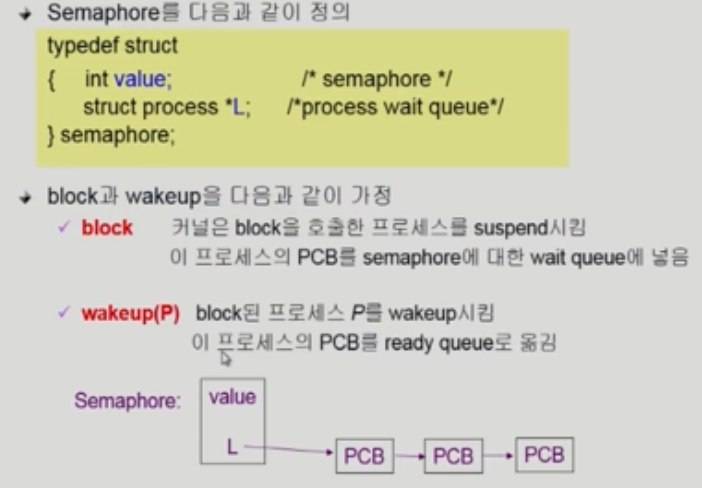 Semaphore를 다음과 같이 정의
typedef struct
{ int value; /* semaphore */
struct process *L; /*process wait queue*/
} semaphore;
block과 wakeup을 다음과 같이 가정
block 커널은 block을 호출한 프로세스를 suspend시킴
이 프로세스의 PCB를 semaphore에 대한 wait queue에 넣음
wakeup(P) block된 프로세스 P를 wakeup시킴
이 프로세스의 PCB를 ready queue로 옮김
Semaphore: value
L PCB PCB PCB